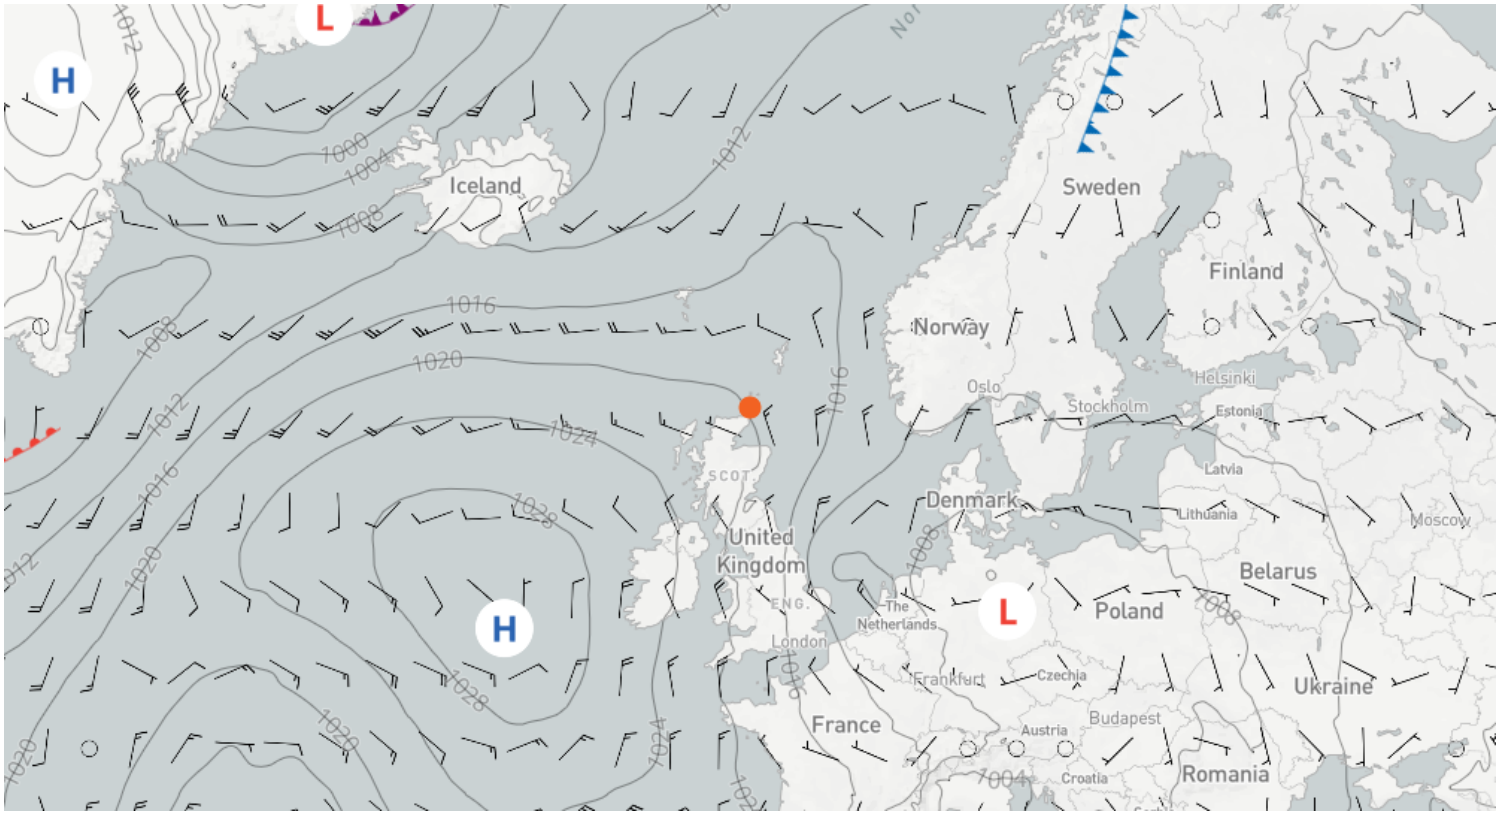 L
1012
H
Nor
1000
1004
1012
Iceland
Sweden
1008
Finland
1016
Norway
1008
1020
Helsinki
Oslo
1016
Stockholm
Estonia
1012
1024
Latvia
SCOT.
1016
1028
Denmark
Lithuania
Moscow
United
Kingdom
1008
1012
1020
Belarus
ENG.
The
Netherlands
H
L
Poland
1008
London
1016
Frankfurt
Czechia
1028
Ukraine
France
Budapest
1020
1024
Austria
1020
1004
Croatia
Romania